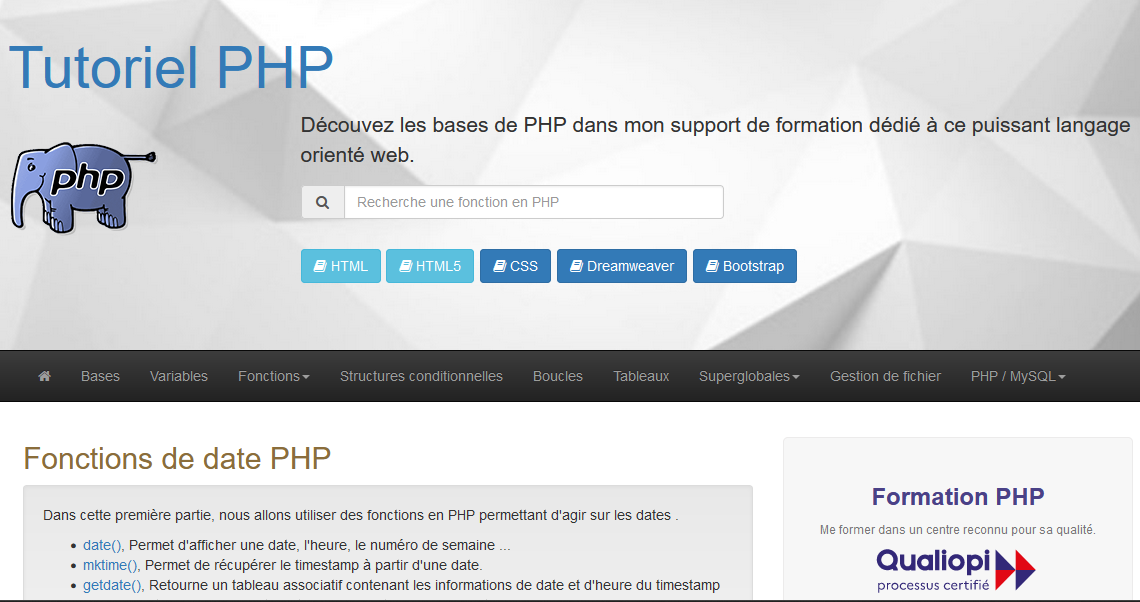 Tutoriel PHP
Découvez les bases de PHP dans mon support de formation dédié à ce puissant langage
orienté web.
php
Recherche une fonction en PHP
HTML
HTML5
CSS
Dreamweaver
Bootstrap
Bases
Variables
Fonctions
Structures conditionnelles
Boucles
Tableaux
Superglobales
Gestion de fichier
PHP / MySQL
Fonctions de date PHP
Dans cette première partie, nous allons utiliser des fonctions en PHP permettant d'agir sur les dates .
• date(), Permet d'afficher une date, l'heure, le numéro de semaine ...
• mktime(), Permet de récupérer le timestamp à partir d'une date.
• getdate(), Retourne un tableau associatif contenant les informations de date et d'heure du timestamp
Formation PHP
Me former dans un centre reconnu pour sa qualité.
Qualiopi
processus certifié